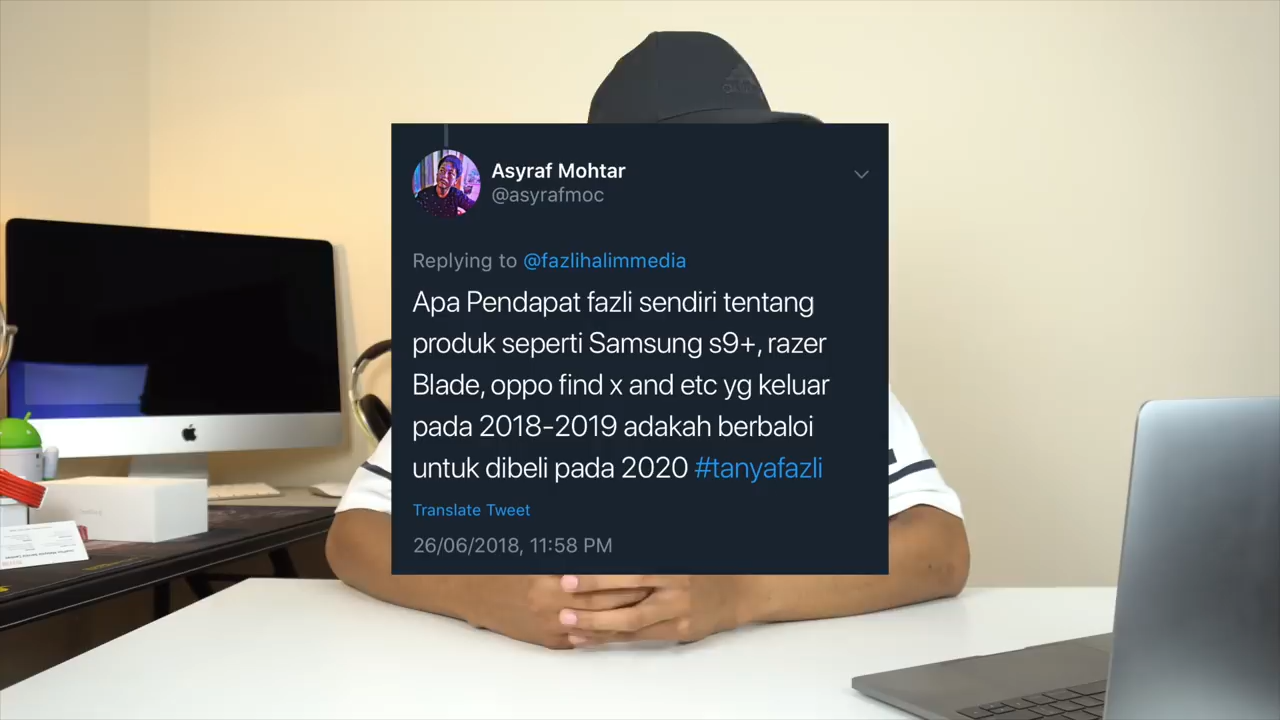 Asyraf Mohtar
@asyrafmoc
Replying to @fazlihalimmedia
Apa Pendapat fazli sendiri tentang
produk seperti Samsung s9+, razer
Blade, oppo find x and etc yg keluar
pada 2018-2019 adakah berbaloi
untuk dibeli pada 2020 #tanyafazli
Translate Tweet
26/06/2018, 11:58 PM